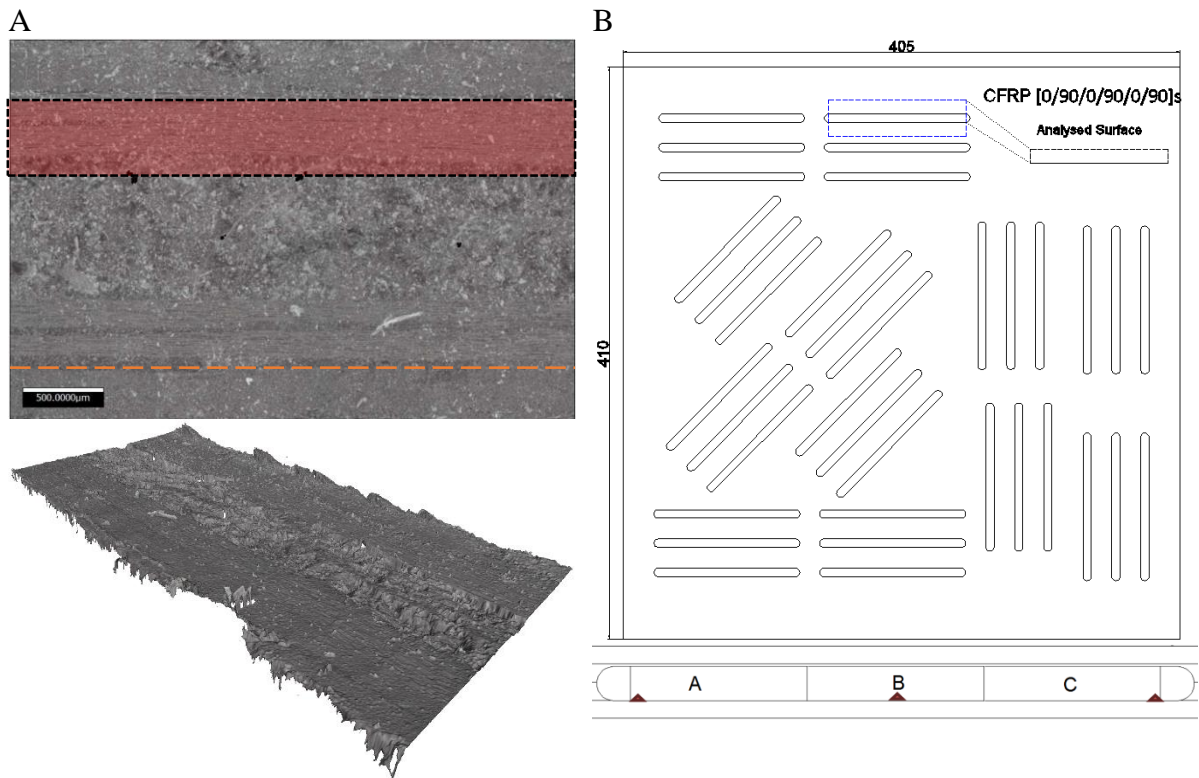 A
500.0000µm
B
405
410
CFRP [0/90/0/90/0/90]s
Analysed Surface
A
B
C